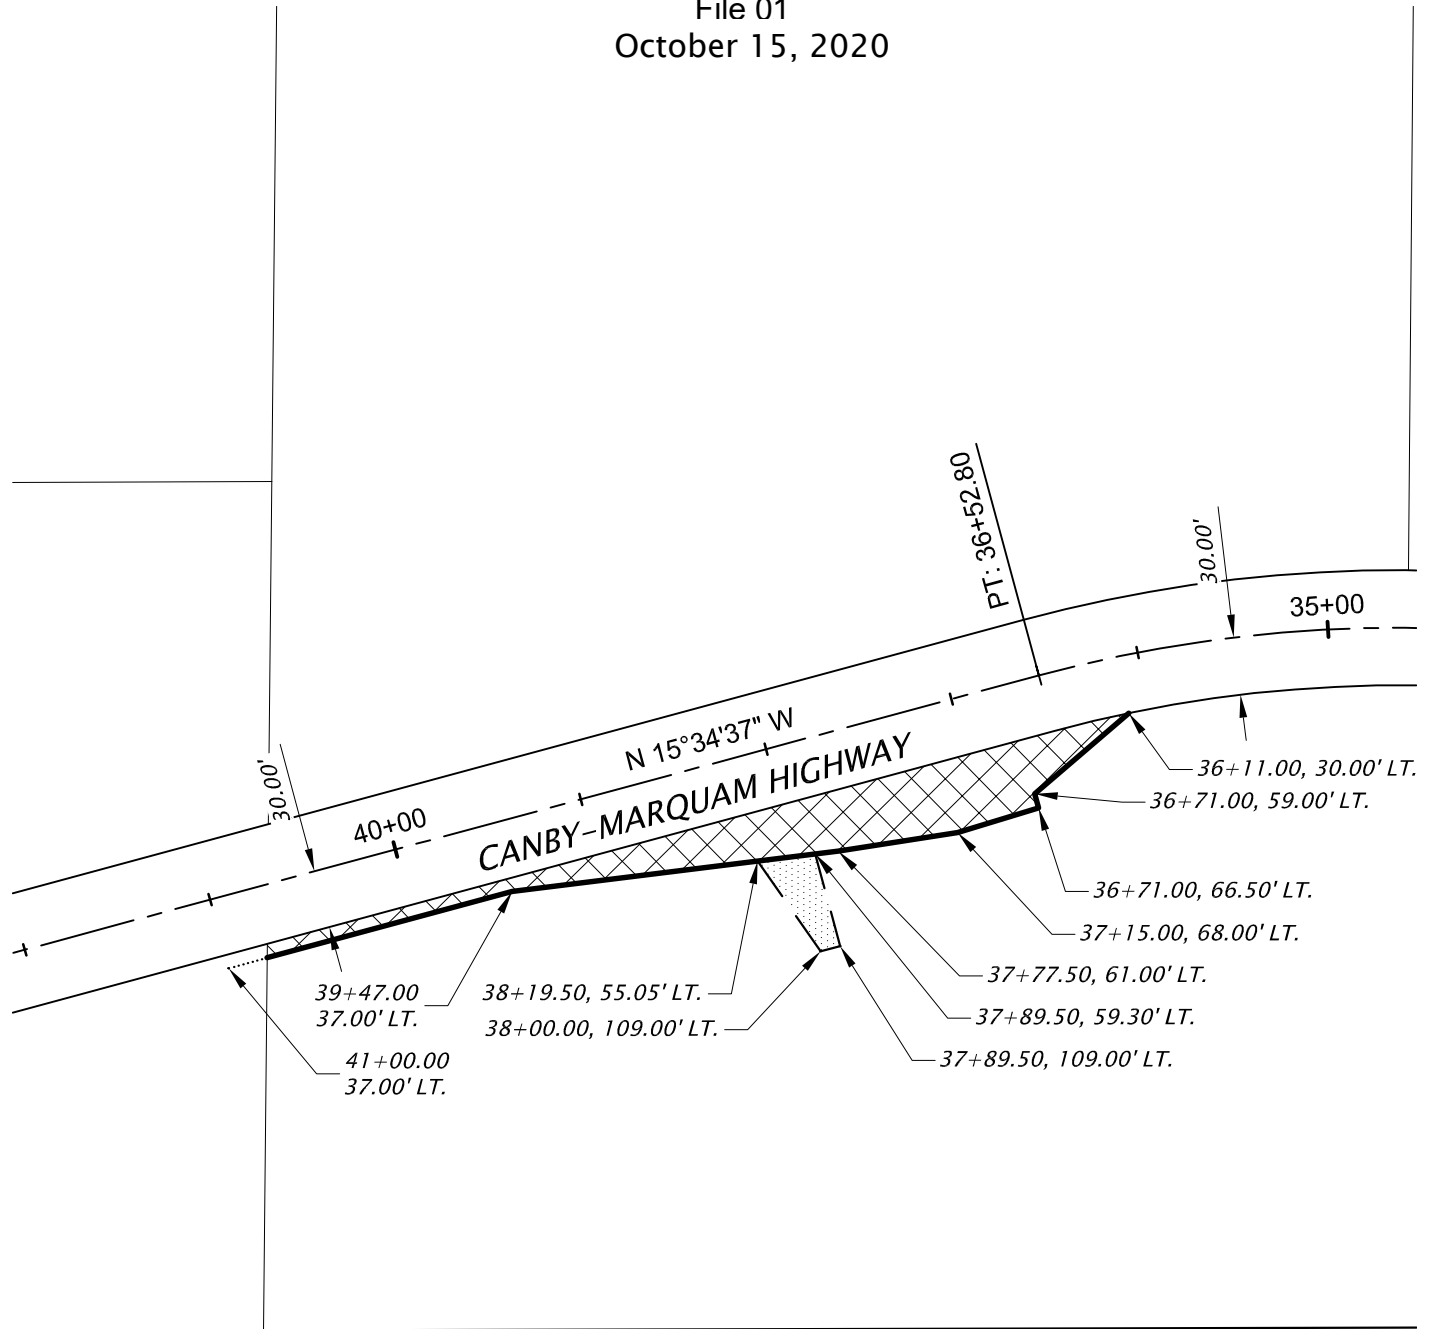 File 01
October 15, 2020
PT: 36+52.80
30.00'
35+00
N 15°34'37" W
CANBY-MARQUAM HIGHWAY
30.00'
40+00
36+11.00, 30.00' LT.
36+71.00, 59.00' LT.
36+71.00, 66.50' LT.
37+15.00, 68.00' LT.
37+77.50, 61.00' LT.
39+47.00
37.00' LT.
38+19.50, 55.05' LT.
38+00.00, 109.00' LT.
37+89.50, 59.30' LT.
37+89.50, 109.00' LT.
41+00.00
37.00' LT.